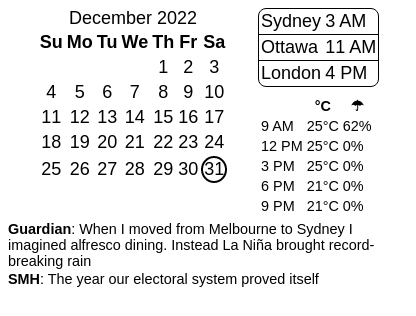 December 2022
Su Mo Tu We Th Fr Sa
1 2 3
4 5 6 7 8 9 10
11 12 13 14 15 16 17
18 19 20 21 22 23 24
25 26 27 28 29 30 31
Sydney 3 AM
Ottawa 11 AM
London 4 PM
°C ☂
9 AM 25°C 62%
12 PM 25°C 0%
3 PM 25°C 0%
6 PM 21°C 0%
9 PM 21°C 0%
Guardian: When I moved from Melbourne to Sydney I
imagined alfresco dining. Instead La Niña brought record-
breaking rain
SMH: The year our electoral system proved itself